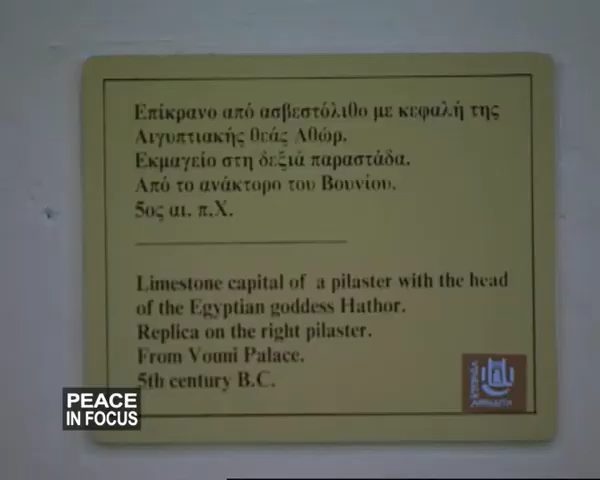 Επίκρανο από ασβεστόλιθο με κεφαλή της
Αιγυπτιακής θεάς Αθώρ.
Εκμαγείο στη δεξιά παραστάδα.
Από το ανάκτορο του Βουνίου.
5ος αι. π.Χ.
Limestone capital of a pilaster with the head
of the Egyptian goddess Hathor.
Replica on the right pilaster.
From Vouni Palace.
5th century B.C.
PEACE
IN FOCUS